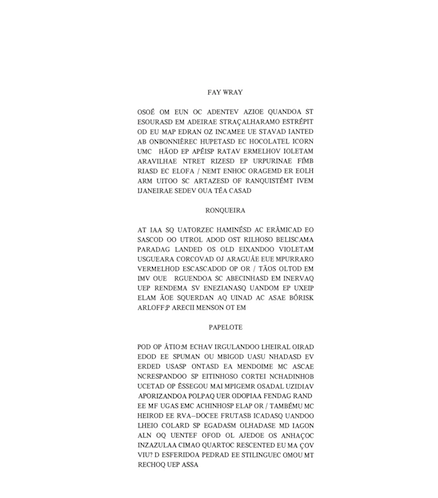 FAY WRAY
OSOÉ OM EUN OC ADENTEV AZIOE QUANDOA ST
ESOURASD EM ADEIRAE STRAÇALHARAMO ESTRÉPIT
OD EU MAP EDRAN OZ INCAMEE UE STAVAD IANTED
AB ONBONNIÈREC HUPETASD EC HOCOLATEL ICORN
UMC HÃOD EP APÉISP RATAV ERMELHOV IOLETAM
ARAVILHAE NTRET RIZESD EP URPURINAE FÍMB
RIASD EC ELOFA / NEMT ENHOC ORAGEMD ER EOLH
ARM UITOO SC ARTAZESD OF RANQUISTÉMT IVEM
IJANEIRAE SEDEV OUA TÉA CASAD
RONQUEIRA
AT IAA SQ UATORZEC HAMINÉSD AC ERÂMICAD EO
SASCOD OO UTROL ADOD OST RILHOSO BELISCAMA
PARADAG LANDED OS OLD EIXANDOO VIOLETAM
USGUEARA CORCOVAD OJ ARAGUÁE EUE MPURRARO
VERMELHOD ESCASCADOD OP OR / TÃOS OLTOD EM
IMV OUE RGUENDOA SC ABECINHASD EM INERVAQ
UEP RENDEMA SV ENEZIANASQ UANDOM EP UXEIP
ELAM ÃOE SQUERDAN AQ UINAD AC ASAE BÓRISK
ARLOFF;P ARECII MENSON OT EM
PAPELOTE
POD OP ÁTIO:M ECHAV IRGULANDOO LHEIRAL OIRAD
EDOD EE SPUMAN OU MBIGOD UASU NHADASD EV
ERDED USASP ONTASD EA MENDOIME MC ASCAE
NCRESPANDOO SP EITINHOSO CORTEI NCHADINHOB
UCETAD OP ÊSSEGOU MAI MPIGEMR OSADAL UZIDIAV
APORIZANDOA POLPAQ UER ODOPIAA FENDAG RAND
EE MF UGAS EMC ACHINHOSP ELAP OR / TAMBÉMU MC
HEIROD EE RVA–DOCEE FRUTASB ICADASQ UANDOO
LHEIO COLARD SP EGADASM OLHADASE MD IAGON
ALN OQ UENTEF OFOD OL AJEDOE OS ANHAÇOC
INZAZULAA CIMAO QUARTOC RESCENTED EU MA ÇOV
VIU? D ESFERIDOA PEDRAD EE STILINGUEC OMOU MT
RECHOQ UEP ASSA